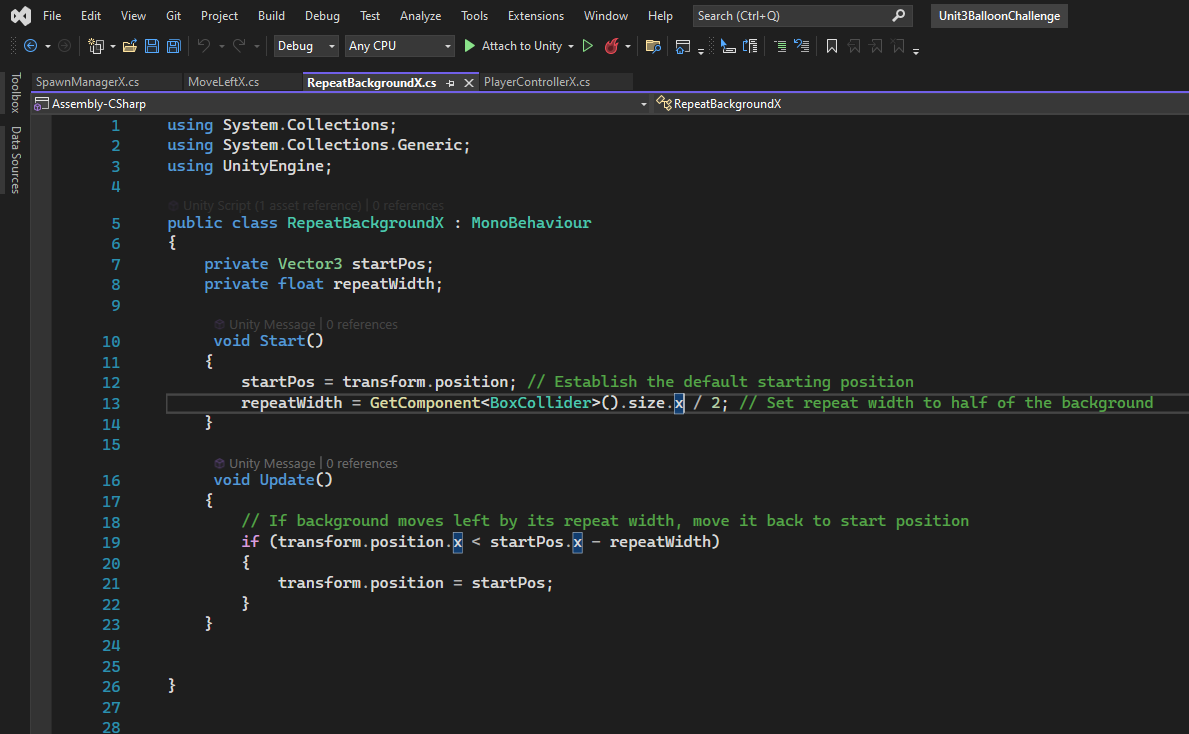 File Edit View Git Project Build Debug Test Analyze Tools Extensions Window Help Search (Ctrl+Q) Unit3BalloonChallenge
Debug Any CPU Attach to Unity
SpawnManagerX.cs MoveLeftX.cs RepeatBackgroundX.cs PlayerControllerX.cs
Toolbox
Data Sources
Assembly-CSharp RepeatBackgroundX
1 using System.Collections;
2 using System.Collections.Generic;
3 using UnityEngine;
4
Unity Script (1 asset reference) | 0 references
5 public class RepeatBackgroundX : MonoBehaviour
6 {
7 private Vector3 startPos;
8 private float repeatWidth;
9
Unity Message | 0 references
10 void Start()
11 {
12 startPos = transform.position; // Establish the default starting position
13 repeatWidth = GetComponent<BoxCollider>().size.x / 2; // Set repeat width to half of the background
14 }
15
Unity Message | 0 references
16 void Update()
17 {
18 // If background moves left by its repeat width, move it back to start position
19 if (transform.position.x < startPos.x - repeatWidth)
20 {
21 transform.position = startPos;
22 }
23 }
24
25
26 }
27
28